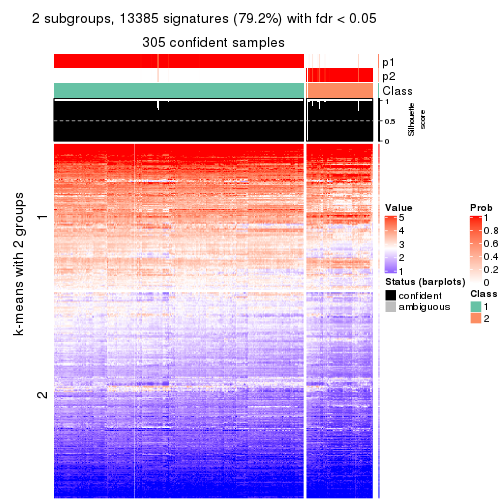 2 subgroups, 13385 signatures (79.2%) with fdr < 0.05
305 confident samples
p1
p2
Class
1
0.5
0
Silhouette
score
k-means with 2 groups
1
2
Value
5
4
3
2
1
Status (barplots)
confident
ambiguous
Prob
1
0.8
0.6
0.4
0.2
0
Class
1
2